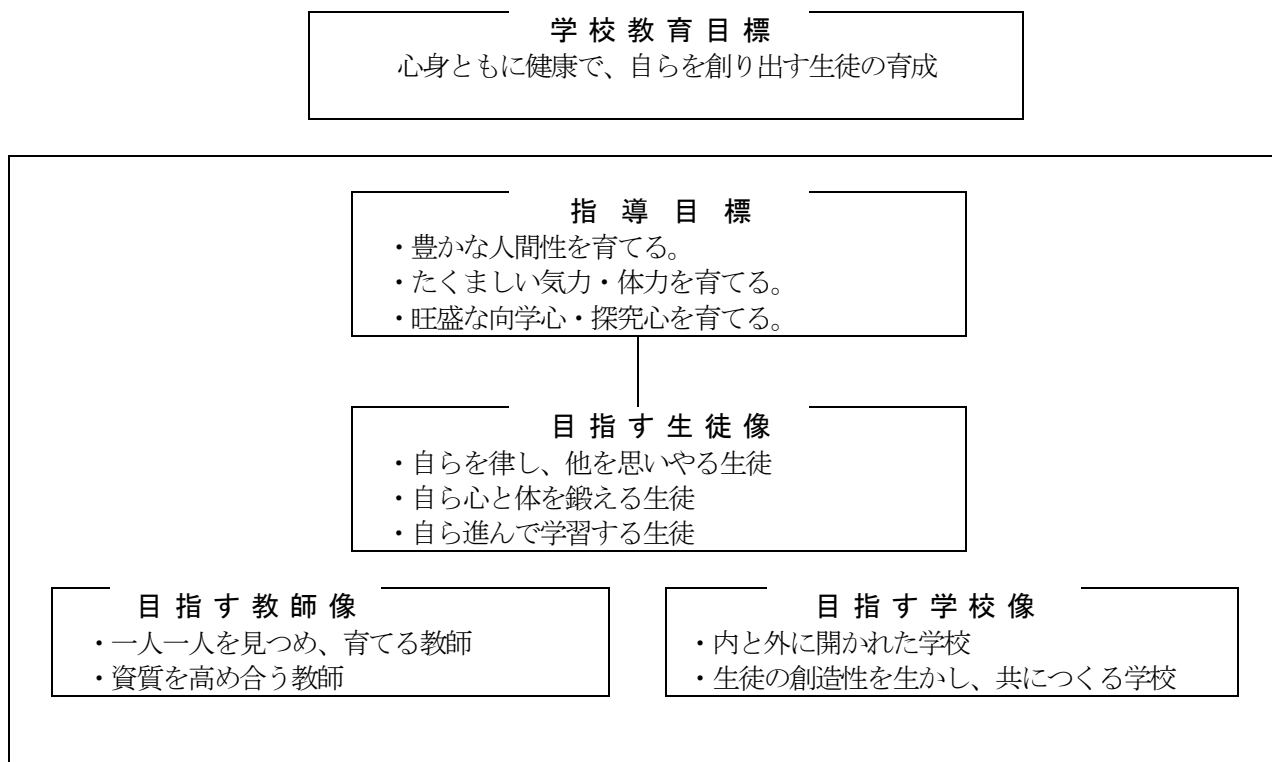 学校教育目標
心身ともに健康で、自らを創り出す生徒の育成
指導目標
・豊かな人間性を育てる。
・たくましい気力・体力を育てる。
・旺盛な向学心・探究心を育てる。
目指す生徒像
・自らを律し、他を思いやる生徒
・自ら心と体を鍛える生徒
・自ら進んで学習する生徒
目指す教師像
・一人一人を見つめ、育てる教師
・資質を高め合う教師
目指す学校像
・内と外に開かれた学校
・生徒の創造性を生かし、共につくる学校